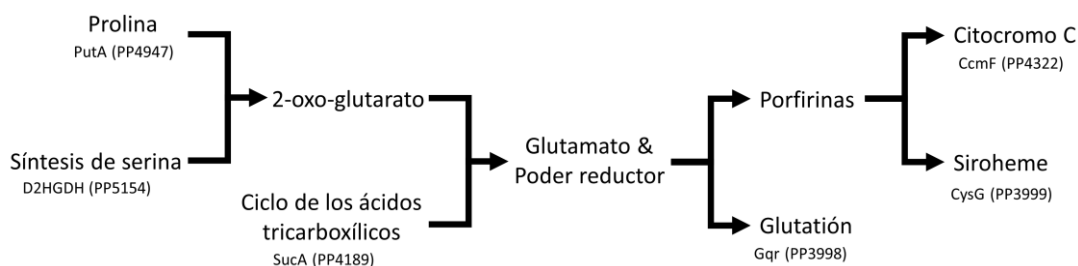 Prolina
PutA (PP4947)
Síntesis de serina
D2HGDH (PP5154)
2-oxo-glutarato
Ciclo de los ácidos
tricarboxílicos
SucA (PP4189)
Glutamato &
Poder reductor
Porfirinas
Glutatión
Gqr (PP3998)
Citocromo C
CcmF (PP4322)
Siroheme
CysG (PP3999)